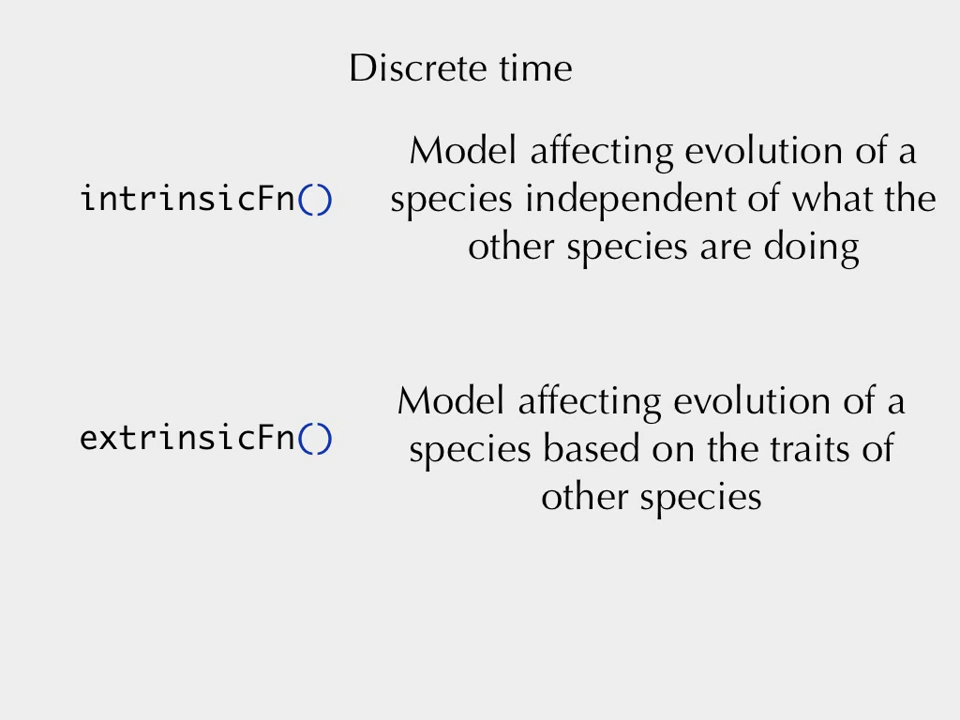 Discrete time
intrinsicFn()
Model affecting evolution of a
species independent of what the
other species are doing
extrinsicFn()
Model affecting evolution of a
species based on the traits of
other species